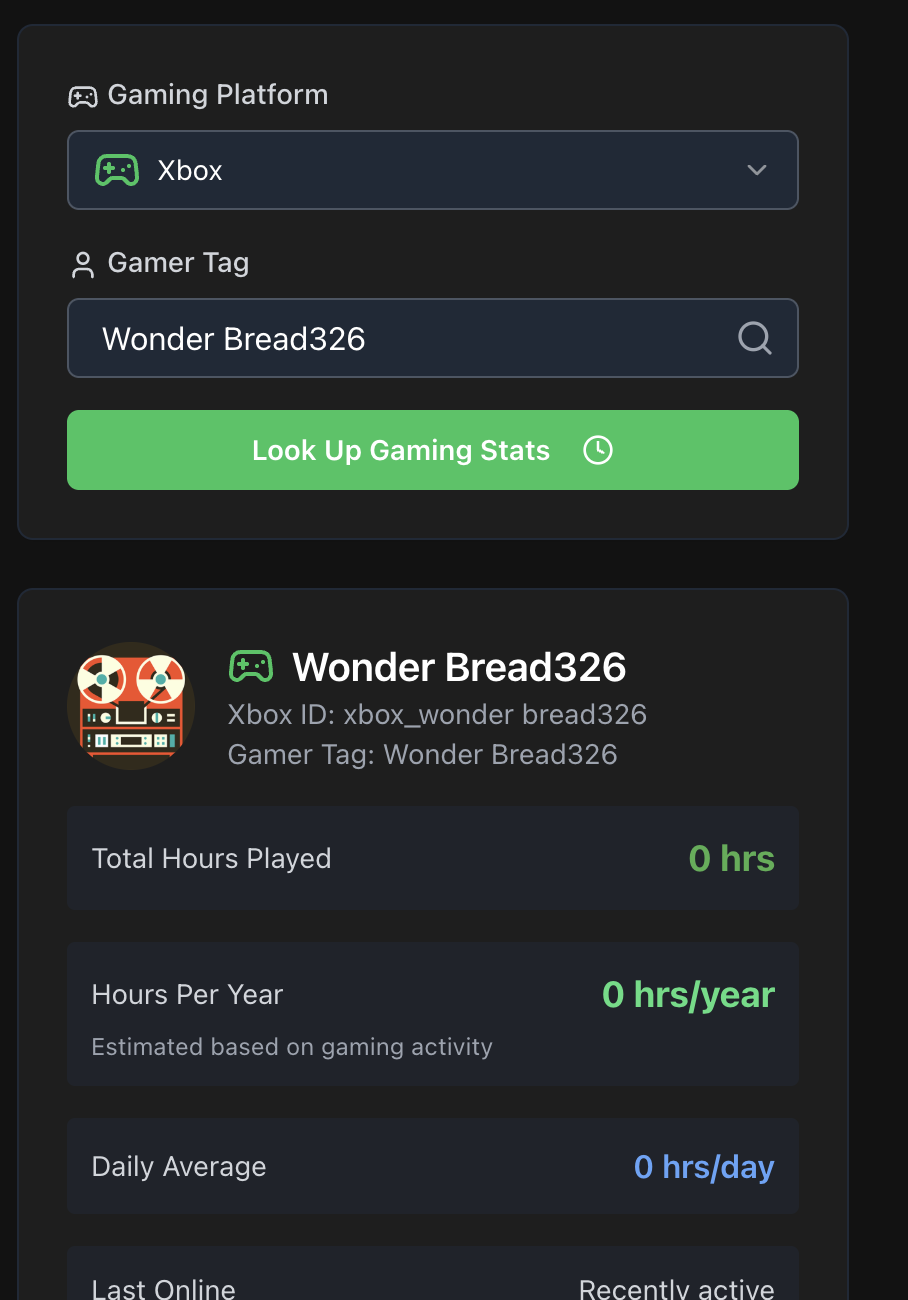 Gaming Platform
Xbox
Gamer Tag
Wonder Bread326
Look Up Gaming Stats
Wonder Bread326
Xbox ID: xbox_wonder bread326
Gamer Tag: Wonder Bread326
Total Hours Played 0 hrs
Hours Per Year 0 hrs/year
Estimated based on gaming activity
Daily Average 0 hrs/day
Last Online Recently active